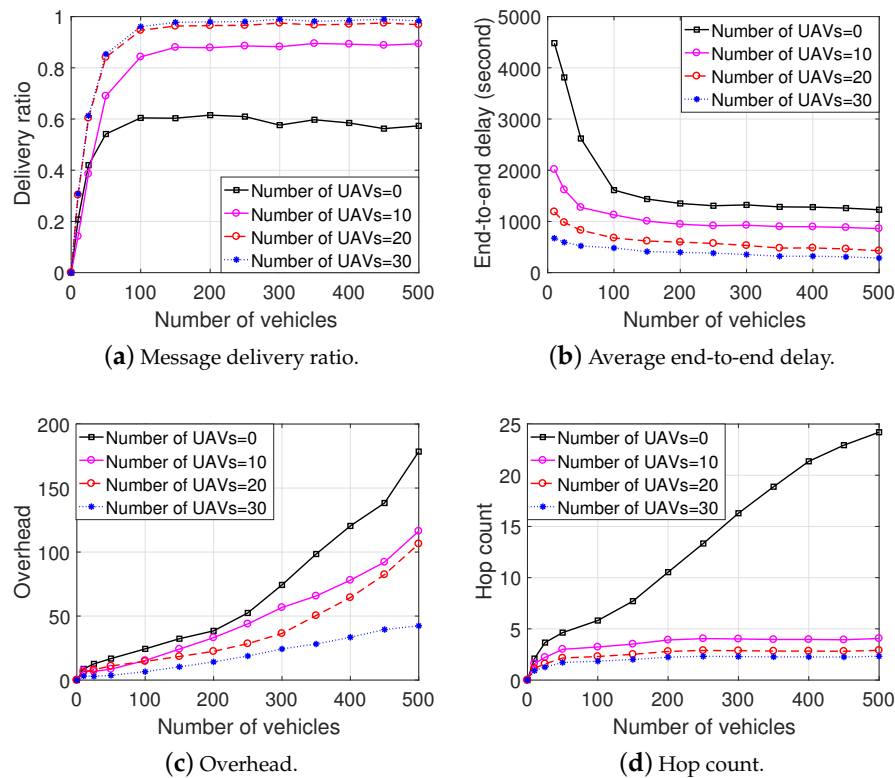 1
0.8
0.6
0.4
0.2
0
Delivery ratio
Number of UAVs=0
Number of UAVs=10
Number of UAVs=20
Number of UAVs=30
0 100 200 300 400 500
Number of vehicles
(a) Message delivery ratio.
5000
4000
3000
2000
1000
0
End-to-end delay (second)
Number of UAVs=0
Number of UAVs=10
Number of UAVs=20
Number of UAVs=30
0 100 200 300 400 500
Number of vehicles
(b) Average end-to-end delay.
200
150
100
50
0
Overhead
Number of UAVs=0
Number of UAVs=10
Number of UAVs=20
Number of UAVs=30
0 100 200 300 400 500
Number of vehicles
(c) Overhead.
25
20
15
10
5
0
Hop count
Number of UAVs=0
Number of UAVs=10
Number of UAVs=20
Number of UAVs=30
0 100 200 300 400 500
Number of vehicles
(d) Hop count.